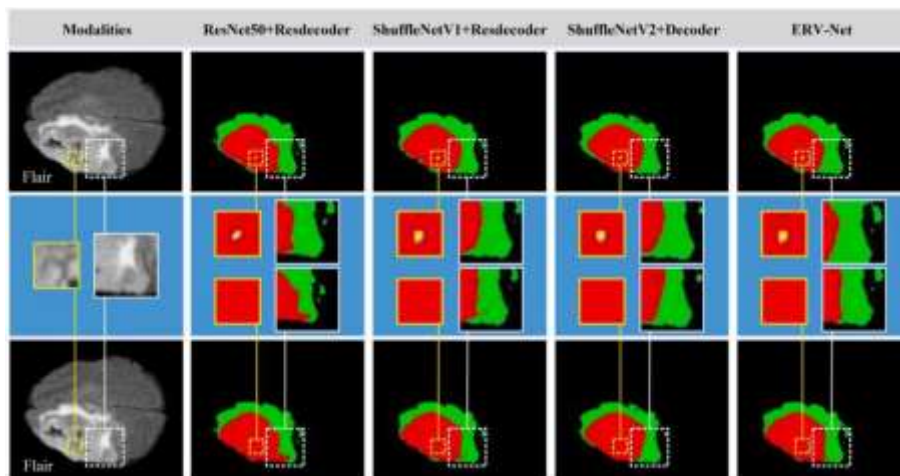 Modalities
ResNet50+Resdecoder
ShuffleNetV1+Resdecoder
ShuffleNetV2+Decoder
ERV-Net
Flair
Flair